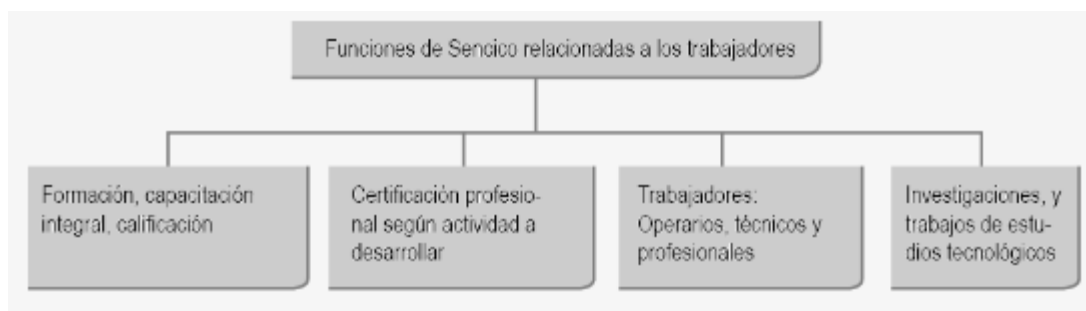 Funciones de Sencico relacionadas a los trabajadores
Formación, capacitación
integral, calificación
Certificación profesio-
nal según actividad a
desarrollar
Trabajadores:
Operarios, técnicos y
profesionales
Investigaciones, y
trabajos de estu-
dios tecnológicos